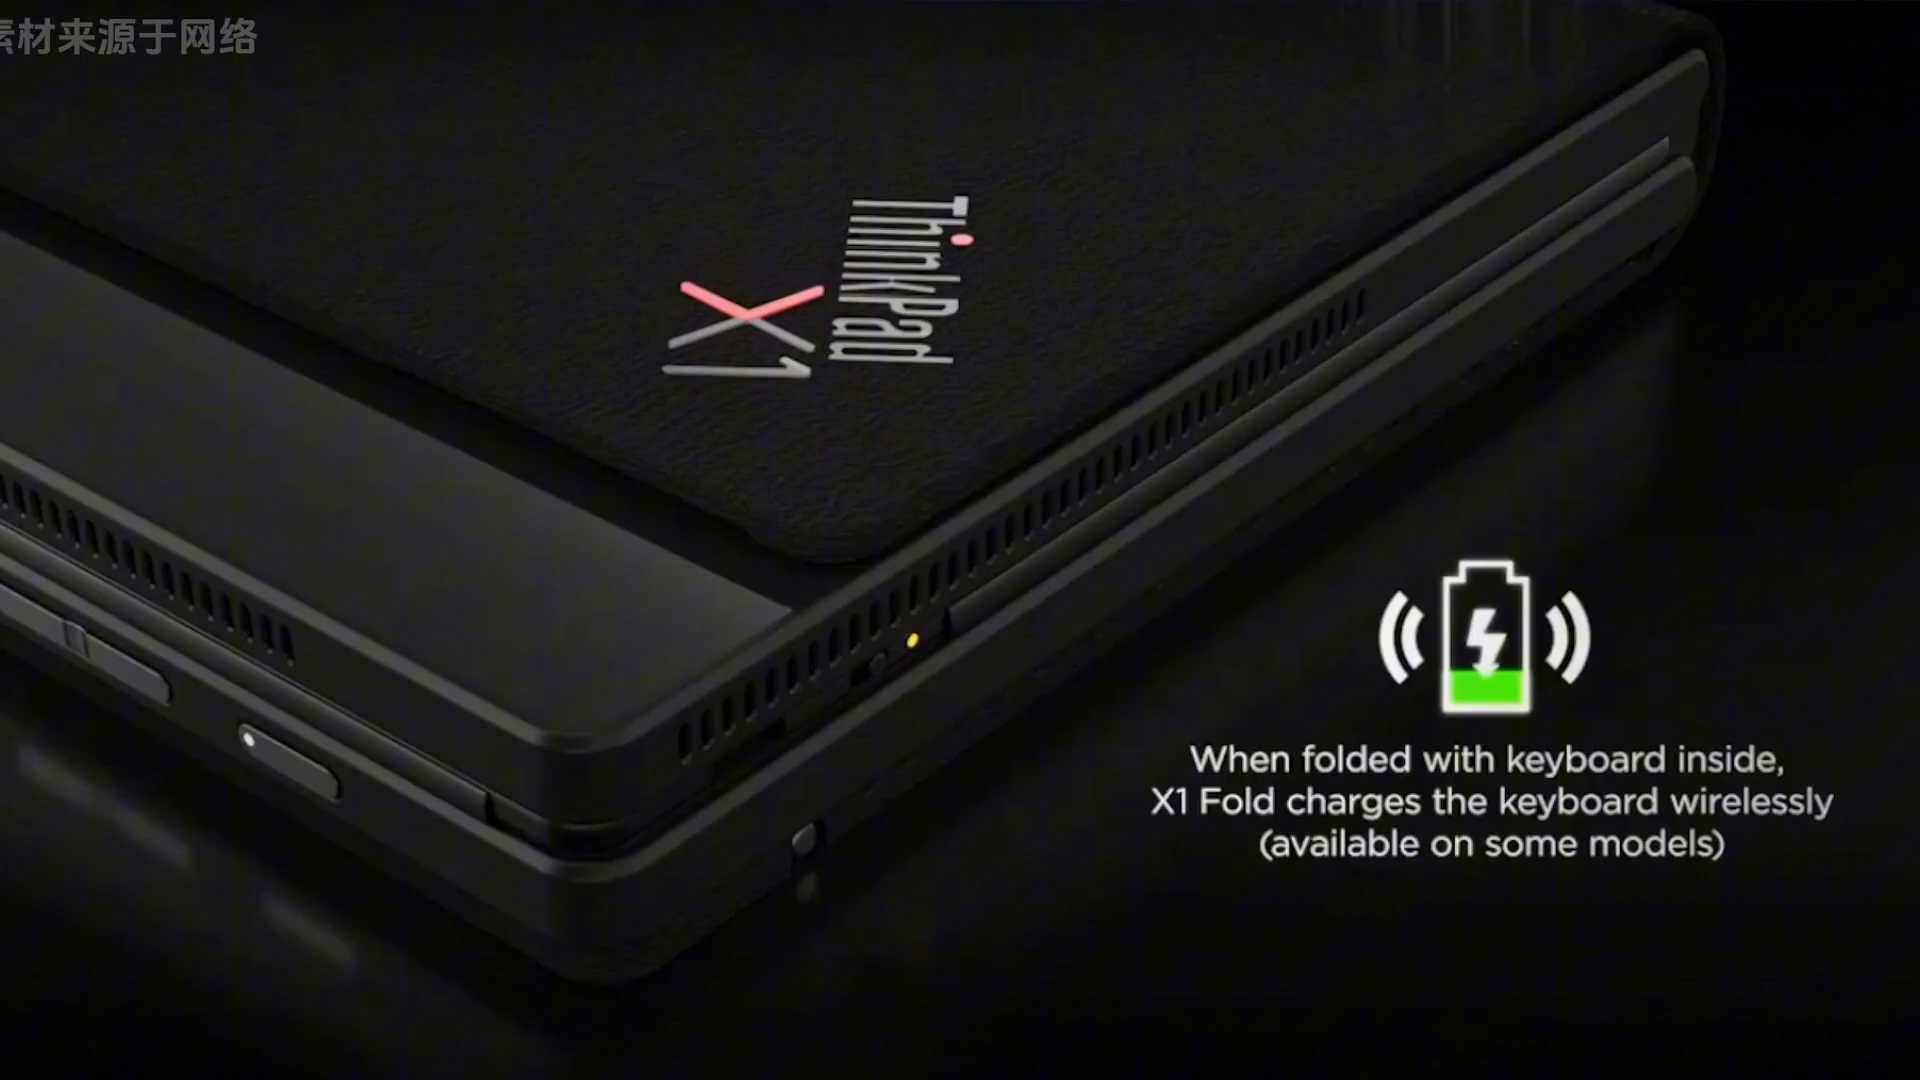 素材来源于网络
ThinkPad
X1
When folded with keyboard inside,
X1 Fold charges the keyboard wirelessly
(available on some models)